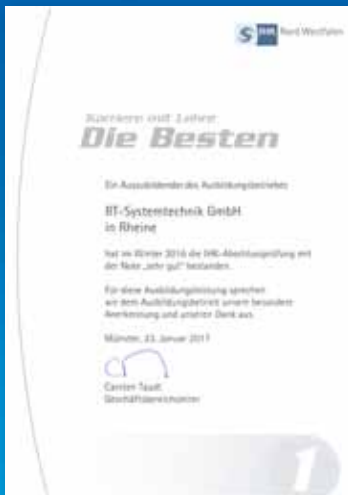 IHK Nord Westfalen
Karriere mit Lehre
Die Besten
Ein Auszubildender des Ausbildungsbetriebes
RT-Systemtechnik GmbH
in Rheine
hat im Winter 2016 die IHK-Abschlussprüfung mit
der Note „sehr gut“ bestanden.
Für diese Ausbildungsleistung sprechen
wir dem Ausbildungsbetrieb unsere besondere
Anerkennung und unseren Dank aus.
Münster, 23. Januar 2017
Carsten Taudt
Geschäftsbereichsleiter
1